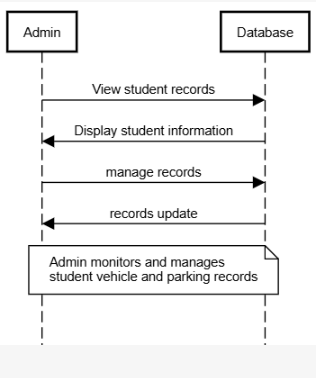 Admin
Database
View student records
Display student information
manage records
records update
Admin monitors and manages
student vehicle and parking records